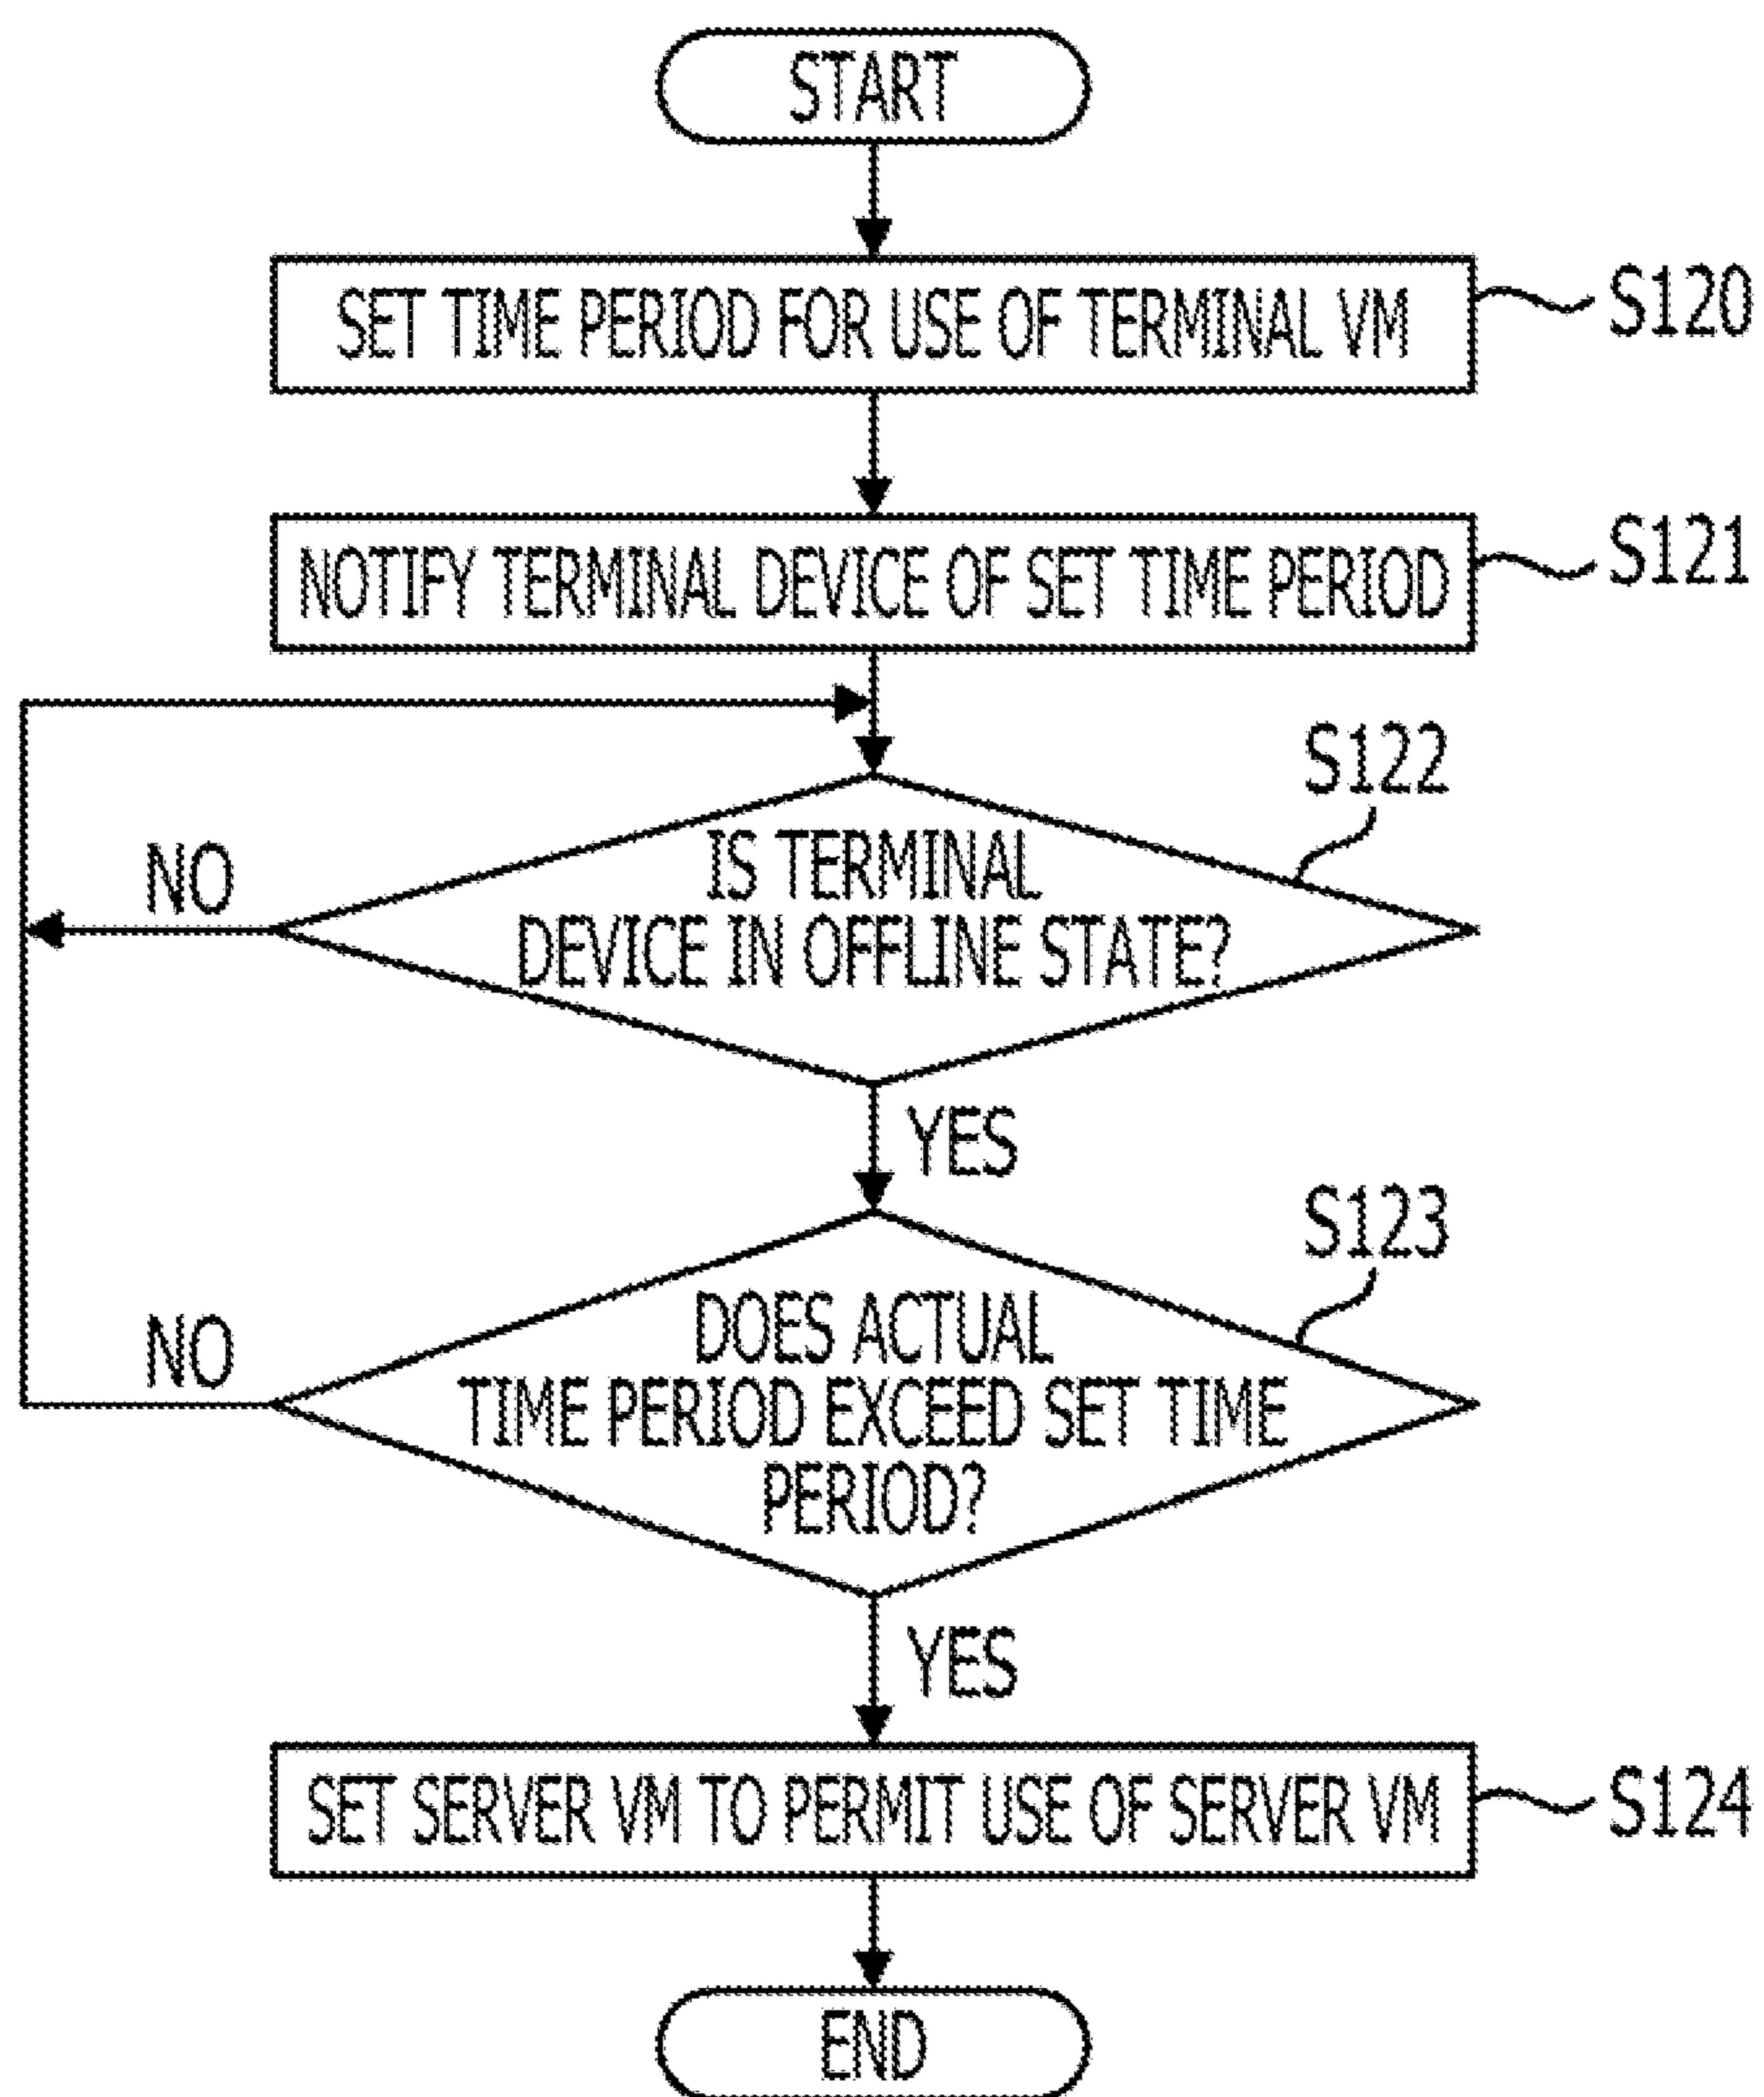 START
SET TIME PERIOD FOR USE OF TERMINAL VM
S120
NOTIFY TERMINAL DEVICE OF SET TIME PERIOD
S121
S122
IS TERMINAL
DEVICE IN OFFLINE STATE?
NO
YES
S123
DOES ACTUAL
TIME PERIOD EXCEED SET TIME
PERIOD?
NO
YES
SET SERVER VM TO PERMIT USE OF SERVER VM
S124
END